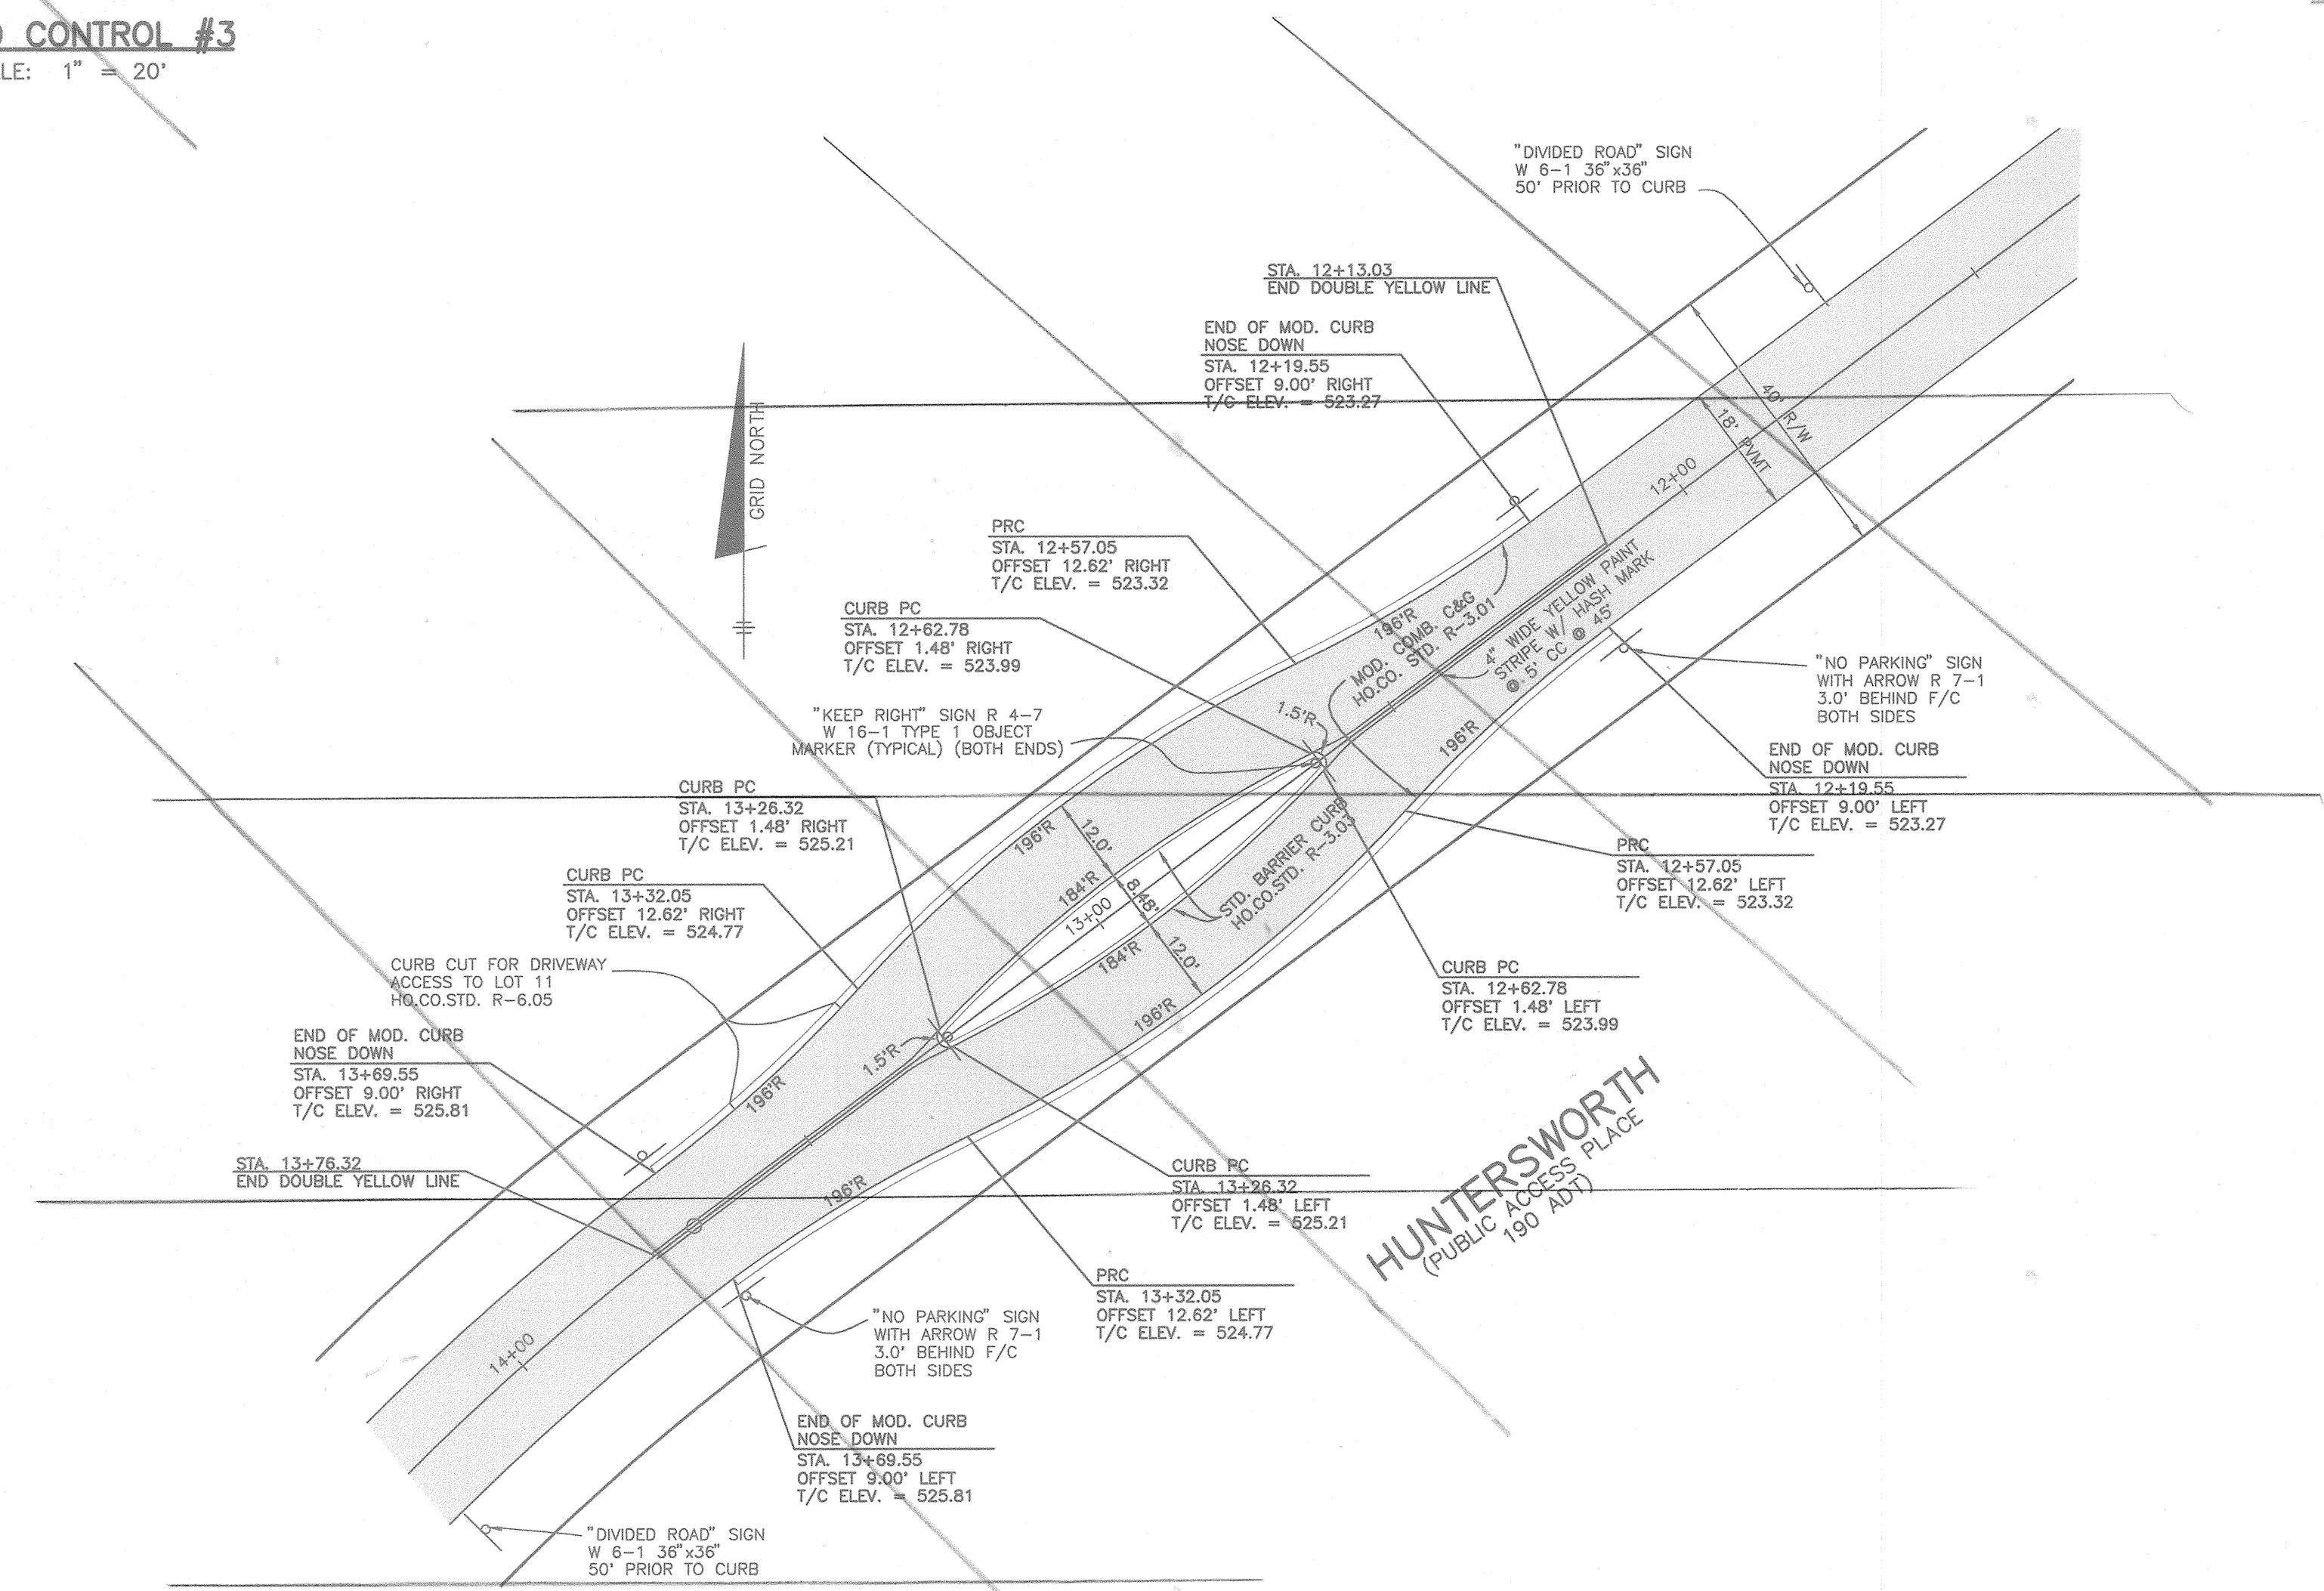 CONTROL #3
LE: 1" = 20'
"DIVIDED ROAD" SIGN
W 6-1 36"x36"
50' PRIOR TO CURB
STA. 12+13.03
END DOUBLE YELLOW LINE
END OF MOD. CURB
NOSE DOWN
STA. 12+19.55
OFFSET 9.00' RIGHT
T/C ELEV. = 523.27
GRID NORTH
40' R/W
18' PVMT
12+00
PRC
STA. 12+57.05
OFFSET 12.62' RIGHT
T/C ELEV. = 523.32
CURB PC
STA. 12+62.78
OFFSET 1.48' RIGHT
T/C ELEV. = 523.99
196'R
MOD. COMB. C&G
HO.CO. STD. R-3.01
4" WIDE YELLOW PAINT
STRIPE W/ HASH MARK
@ 5' CC @ 45'
"NO PARKING" SIGN
WITH ARROW R 7-1
3.0' BEHIND F/C
BOTH SIDES
"KEEP RIGHT" SIGN R 4-7
W 16-1 TYPE 1 OBJECT
MARKER (TYPICAL) (BOTH ENDS)
1.5'R
196'R
END OF MOD. CURB
NOSE DOWN
STA. 12+19.55
OFFSET 9.00' LEFT
T/C ELEV. = 523.27
CURB PC
STA. 13+26.32
OFFSET 1.48' RIGHT
T/C ELEV. = 525.21
196'R
12.0'
184'R
8.48'
13+00
STD. BARRIER CURB
HO.CO.STD. R-3.03
184'R
12.0'
196'R
PRC
STA. 12+57.05
OFFSET 12.62' LEFT
T/C ELEV. = 523.32
CURB PC
STA. 13+32.05
OFFSET 12.62' RIGHT
T/C ELEV. = 524.77
CURB CUT FOR DRIVEWAY
ACCESS TO LOT 11
HO.CO.STD. R-6.05
CURB PC
STA. 12+62.78
OFFSET 1.48' LEFT
T/C ELEV. = 523.99
END OF MOD. CURB
NOSE DOWN
STA. 13+69.55
OFFSET 9.00' RIGHT
T/C ELEV. = 525.81
1.5'R
196'R
STA. 13+76.32
END DOUBLE YELLOW LINE
196'R
CURB PC
STA. 13+26.32
OFFSET 1.48' LEFT
T/C ELEV. = 525.21
HUNTERSWORTH
(PUBLIC ACCESS PLACE
190 ADT)
PRC
STA. 13+32.05
OFFSET 12.62' LEFT
T/C ELEV. = 524.77
14+00
"NO PARKING" SIGN
WITH ARROW R 7-1
3.0' BEHIND F/C
BOTH SIDES
END OF MOD. CURB
NOSE DOWN
STA. 13+69.55
OFFSET 9.00' LEFT
T/C ELEV. = 525.81
"DIVIDED ROAD" SIGN
W 6-1 36"x36"
50' PRIOR TO CURB